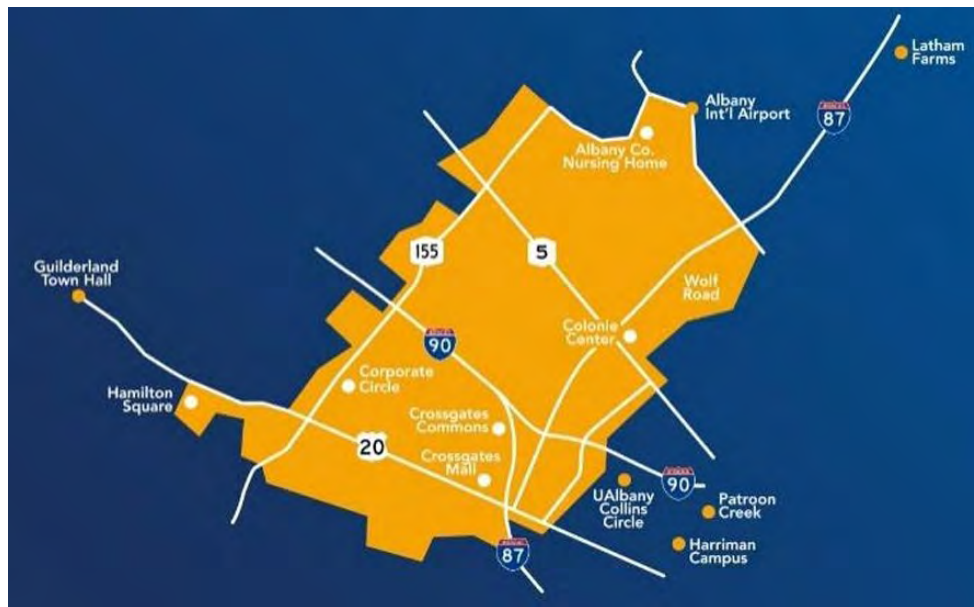 Latham
Farms
Albany
Int'l Airport
87
Albany Co.
Nursing Home
155
5
Guilderland
Town Hall
Wolf
Road
Colonie
Center
90
Corporate
Circle
Hamilton
Square
Crossgates
Commons
20
Crossgates
Mall
90
UAlbany
Collins
Circle
Patroon
Creek
Harriman
Campus
87